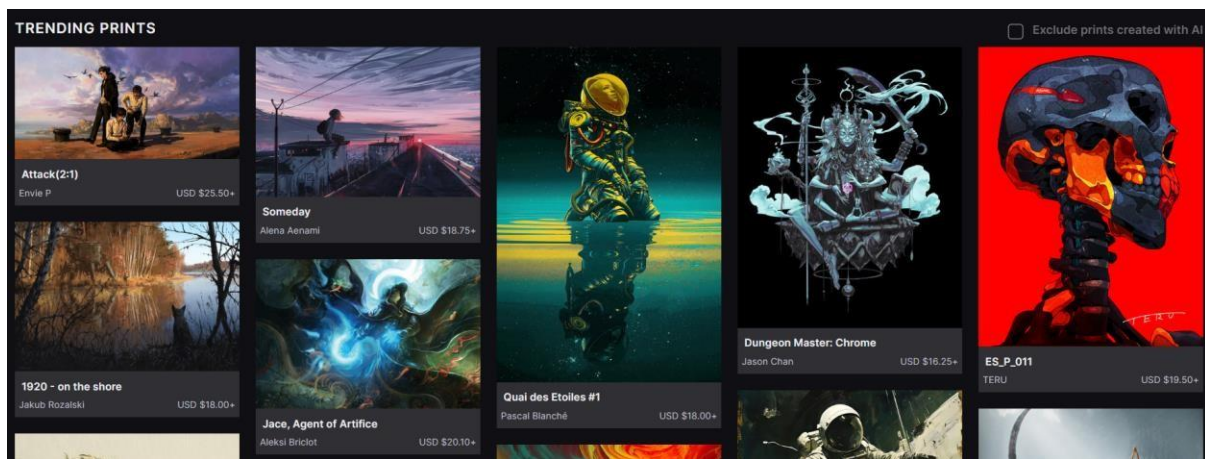 TRENDING PRINTS
Exclude prints created with AI
Attack(2:1)
Envie P USD $25.50+
1920 - on the shore
Jakub Rozalski USD $18.00+
Someday
Alena Aenami USD $18.75+
Jace, Agent of Artifice
Aleksi Briclot USD $20.10+
Quai des Etoiles #1
Pascal Blanché USD $18.00+
Dungeon Master: Chrome
Jason Chan USD $16.25+
TERU
ES_P_011
TERU USD $19.50+